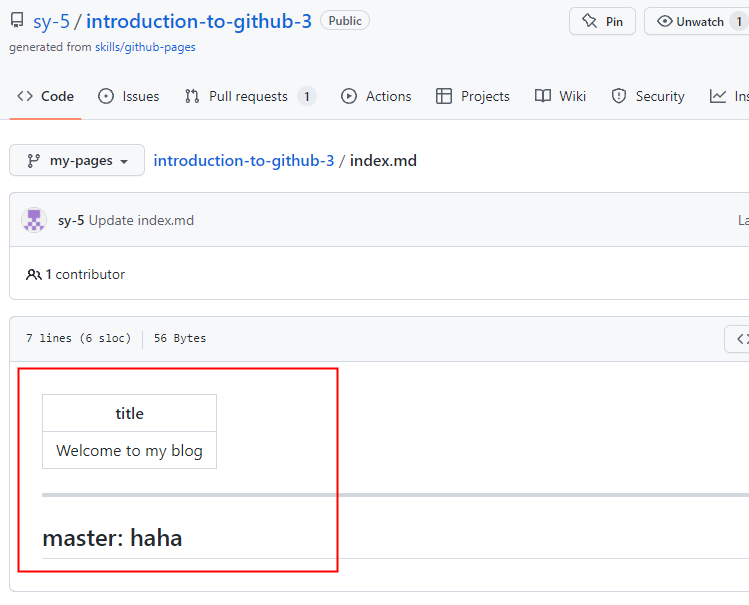 sy-5 / introduction-to-github-3 Public Pin Unwatch 1
generated from skills/github-pages
Code Issues Pull requests 1 Actions Projects Wiki Security Ins
my-pages introduction-to-github-3 / index.md
sy-5 Update index.md La
1 contributor
7 lines (6 sloc) 56 Bytes
title
Welcome to my blog
master: haha